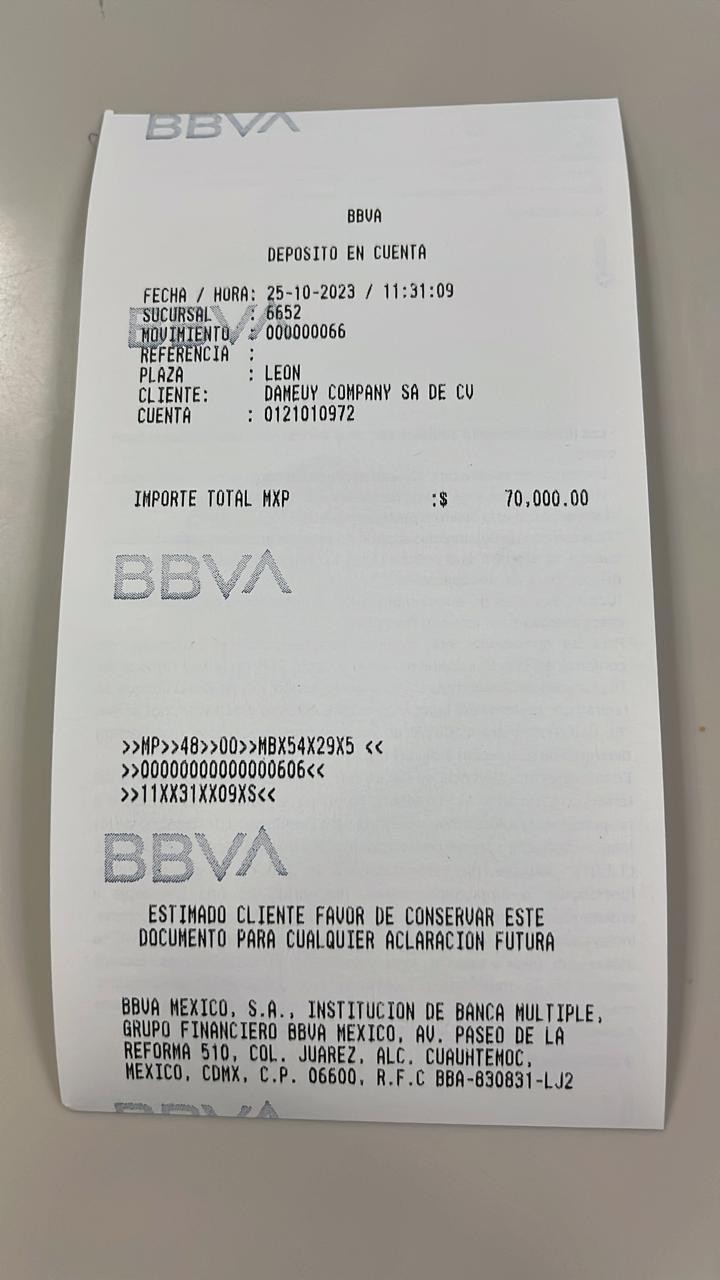 BBVA
BBVA
DEPOSITO EN CUENTA
FECHA / HORA: 25-10-2023 / 11:31:09
SUCURSAL : 6652
BBVA
MOVIMIENTO : 000000066
REFERENCIA :
PLAZA : LEON
CLIENTE: DAMEUY COMPANY SA DE CV
CUENTA : 0121010972
IMPORTE TOTAL MXP :$ 70,000.00
BBVA
>>MP>>48>>00>>MBX54X29X5 <<
>>00000000000000606<<
>>11XX31XX09XS<<
BBVA
ESTIMADO CLIENTE FAVOR DE CONSERVAR ESTE
DOCUMENTO PARA CUALQUIER ACLARACION FUTURA
BBVA MEXICO, S.A., INSTITUCION DE BANCA MULTIPLE,
GRUPO FINANCIERO BBVA MEXICO, AV. PASEO DE LA
REFORMA 510, COL. JUAREZ, ALC. CUAUHTEMOC,
MEXICO, CDMX, C.P. 06600, R.F.C BBA-830831-LJ2
BBVA